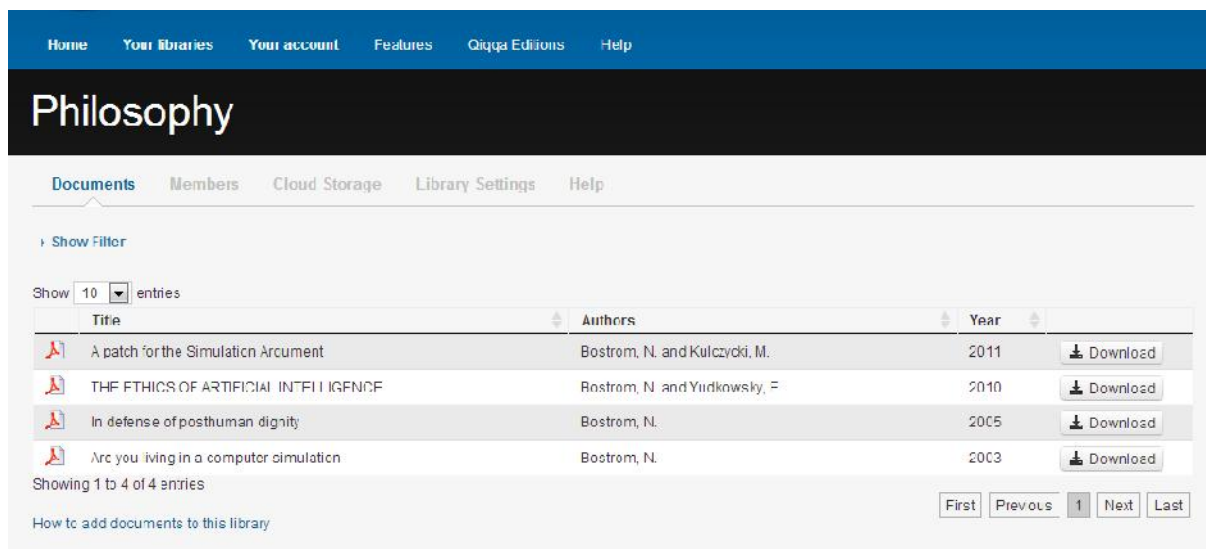 Home Your libraries Your account Features Qiqqa Editions Help
Philosophy
Documents Members Cloud Storage Library Settings Help
Show Filter
Show 10 entries
Title Authors Year
A patch for the Simulation Argument Bostrom, N. and Kulczycki, M. 2011 Download
THE ETHICS OF ARTIFICIAL INTELLIGENCE Bostrom, N. and Yudkowsky, E. 2010 Download
In defense of posthuman dignity Bostrom, N. 2005 Download
Are you living in a computer simulation Bostrom, N. 2003 Download
Showing 1 to 4 of 4 entries
First Previous 1 Next Last
How to add documents to this library